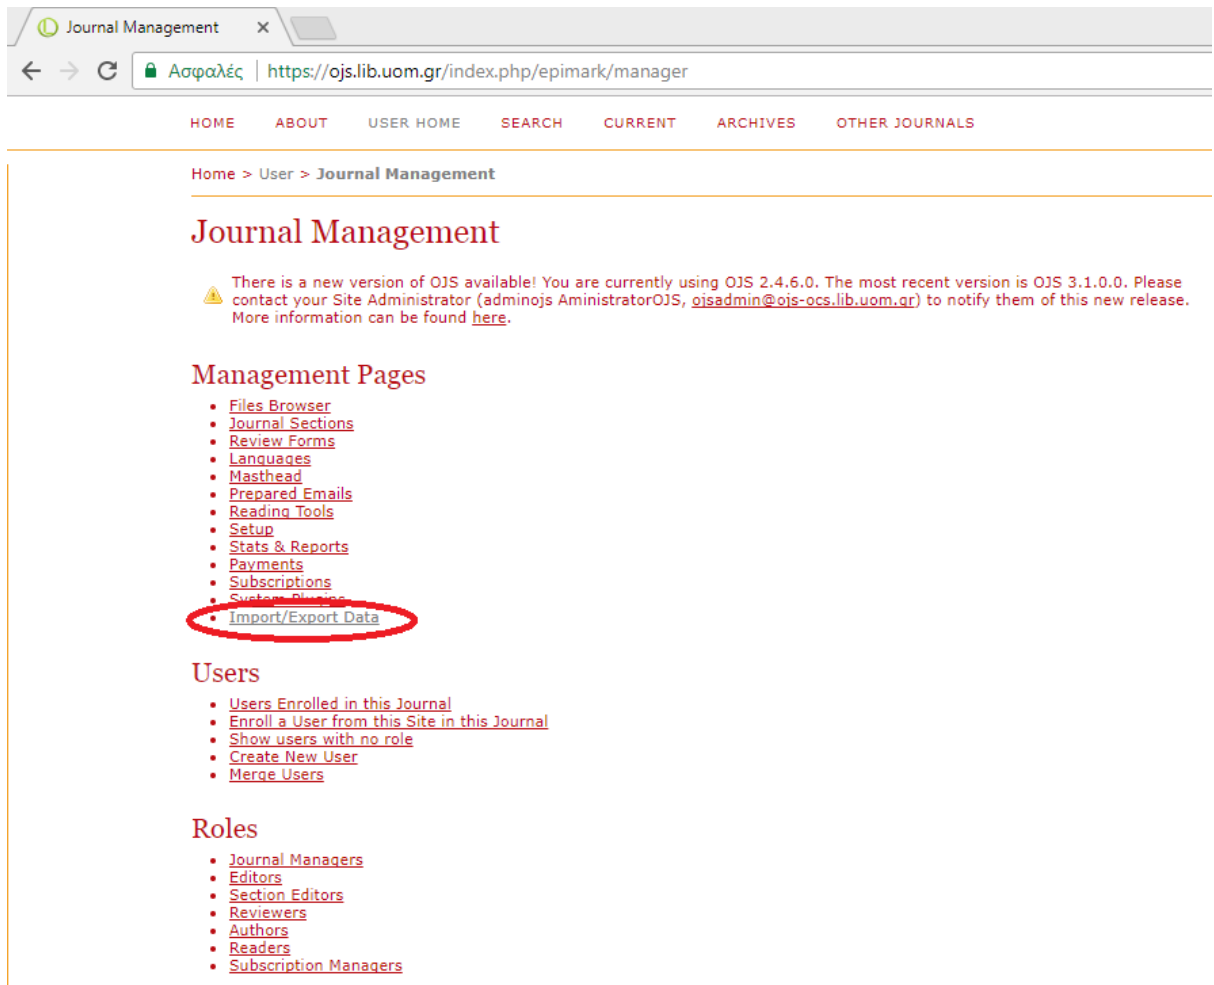 Journal Management
Ασφαλές https://ojs.lib.uom.gr/index.php/epimark/manager
HOME ABOUT USER HOME SEARCH CURRENT ARCHIVES OTHER JOURNALS
Home > User > Journal Management
Journal Management
There is a new version of OJS available! You are currently using OJS 2.4.6.0. The most recent version is OJS 3.1.0.0. Please
contact your Site Administrator (adminojs AministratorOJS, ojsadmin@ojs-ocs.lib.uom.gr) to notify them of this new release.
More information can be found here.
Management Pages
Files Browser
Journal Sections
Review Forms
Languages
Masthead
Prepared Emails
Reading Tools
Setup
Stats & Reports
Payments
Subscriptions
System Plugins
Import/Export Data
Users
Users Enrolled in this Journal
Enroll a User from this Site in this Journal
Show users with no role
Create New User
Merge Users
Roles
Journal Managers
Editors
Section Editors
Reviewers
Authors
Readers
Subscription Managers